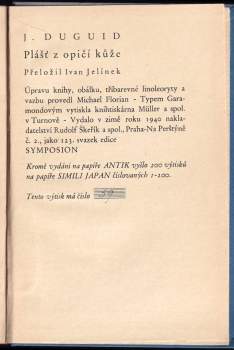 J. DUGUID
Plášť z opičí kůže
Přeložil Ivan Jelínek
Úpravu knihy, obálku, tříbarevné linoleoryty a
vazbu provedl Michael Florian - Typem Gara-
mondovým vytiskla knihtiskárna Müller a spol.
v Turnově - Vydalo v zimě roku 1940 nakla-
datelství Rudolf Škeřík a spol., Praha-Na Perštýně
č. 2., jako 123. svazek edice
SYMPOSION
Kromě vydání na papíře ANTIK vyšlo 200 výtisků
na papíře SIMILI JAPAN číslovaných 1-200.
Tento výtisk má číslo